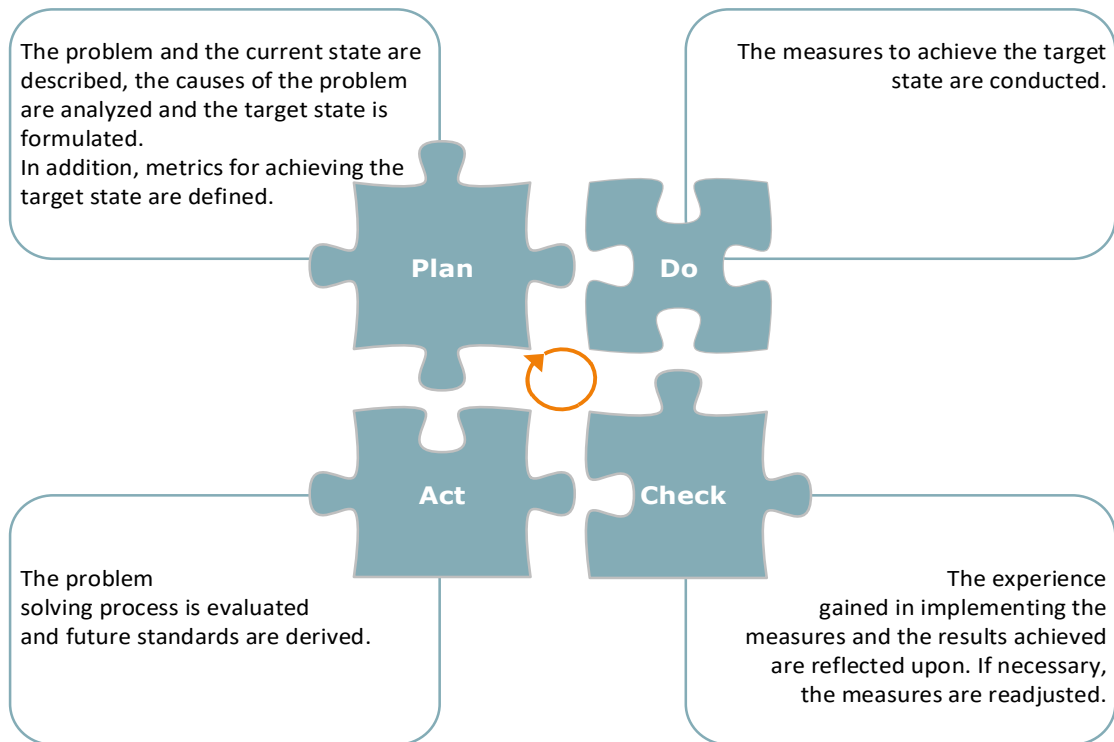 The problem and the current state are
described, the causes of the problem
are analyzed and the target state is
formulated.
In addition, metrics for achieving the
target state are defined.
The measures to achieve the target
state are conducted.
Plan
Do
Act
Check
The problem
solving process is evaluated
and future standards are derived.
The experience
gained in implementing the
measures and the results achieved
are reflected upon. If necessary,
the measures are readjusted.